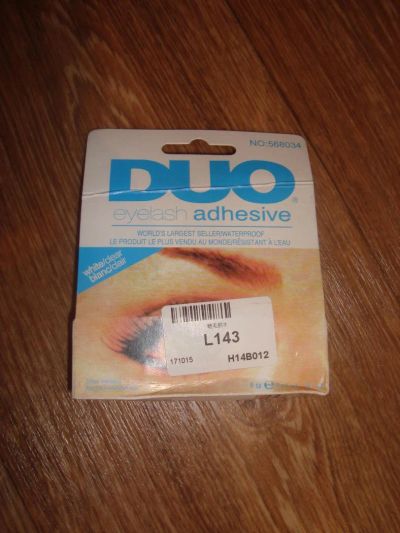 NO:568034
DUO®
eyelash adhesive
WORLD'S LARGEST SELLER/WATERPROOF
LE PRODUIT LE PLUS VENDU AU MONDE/RÉSISTANT À L'EAU
white/clear
blanc/clair
L143
171015 H14B012